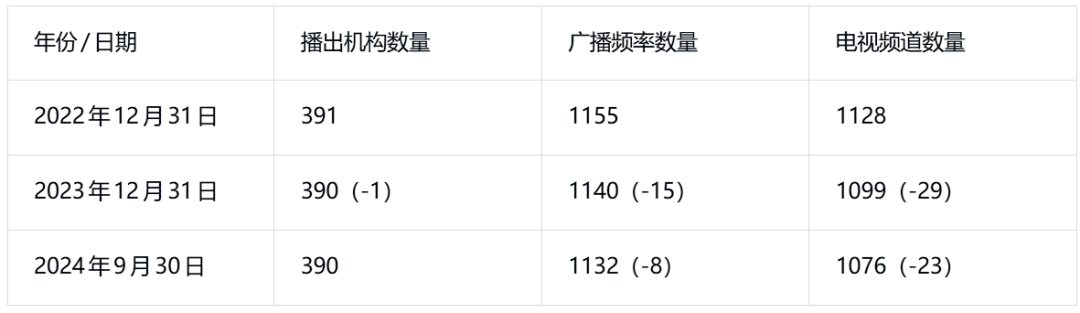 年份/日期 播出机构数量 广播频率数量 电视频道数量
2022年12月31日 391 1155 1128
2023年12月31日 390（-1） 1140（-15） 1099（-29）
2024年9月30日 390 1132（-8） 1076（-23）